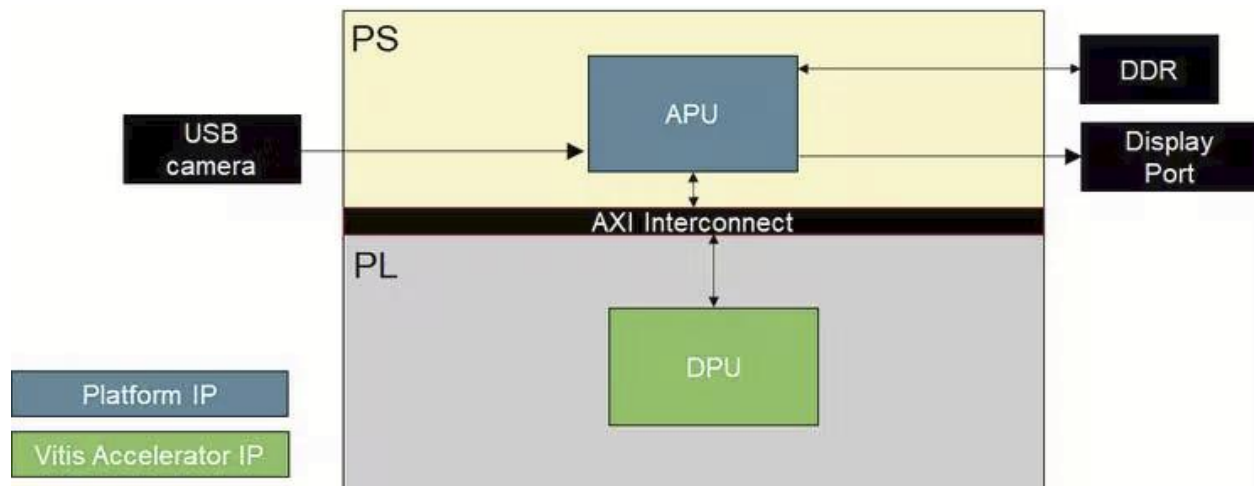 PS
APU
DDR
USB
camera
Display
Port
AXI Interconnect
PL
DPU
Platform IP
Vitis Accelerator IP